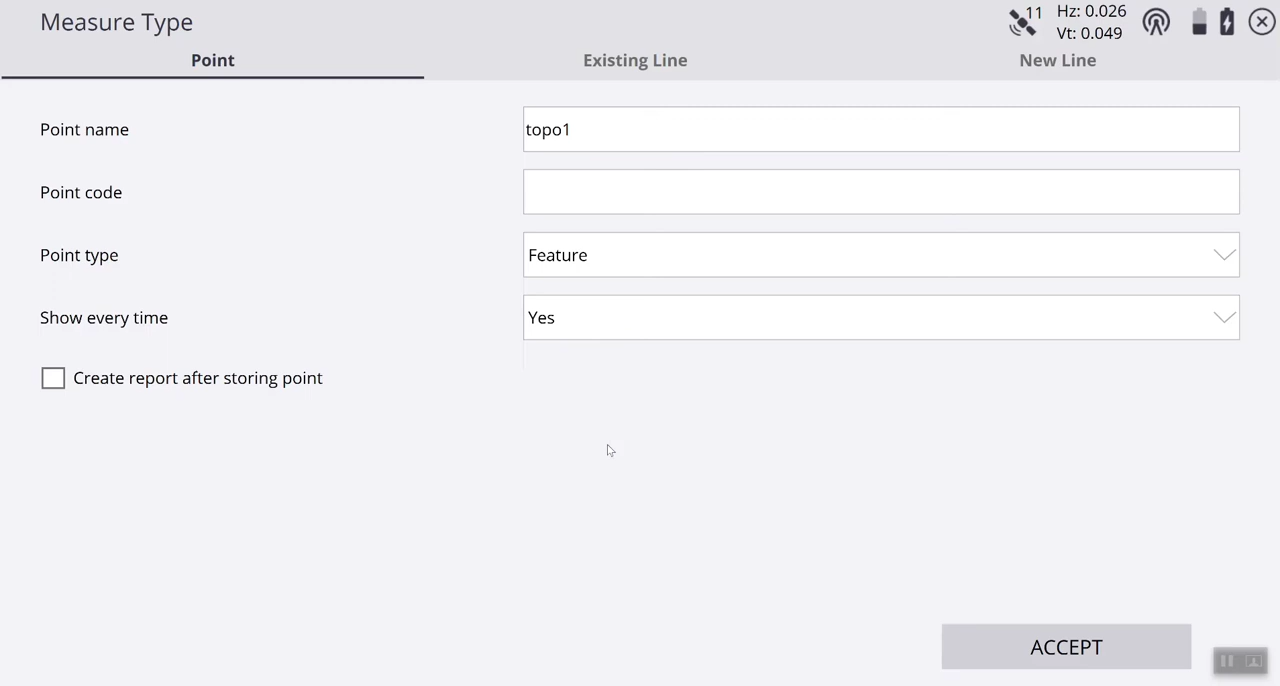 Measure Type
11
Hz: 0.026
Vt: 0.049
Point
Existing Line
New Line
Point name
topo1
Point code
Point type
Feature
Show every time
Yes
Create report after storing point
ACCEPT